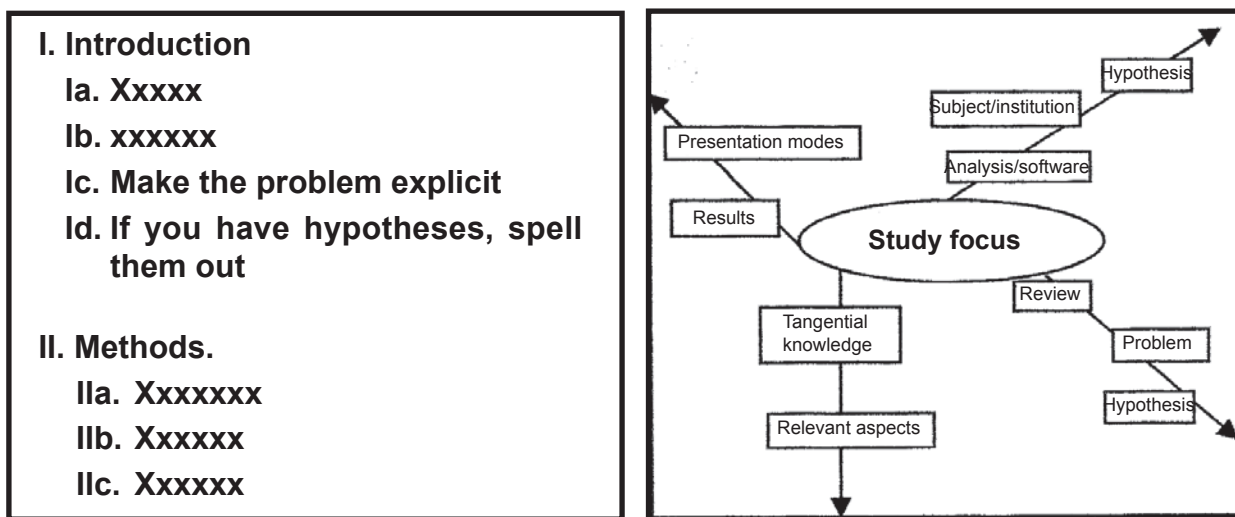 I. Introduction
Ia. Xxxxx
Ib. xxxxxx
Ic. Make the problem explicit
Id. If you have hypotheses, spell
them out
II. Methods.
IIa. Xxxxxxx
IIb. Xxxxxx
IIc. Xxxxxx
Hypothesis
Subject/institution
Presentation modes
Analysis/software
Results
Study focus
Review
Tangential
knowledge
Problem
Hypothesis
Relevant aspects